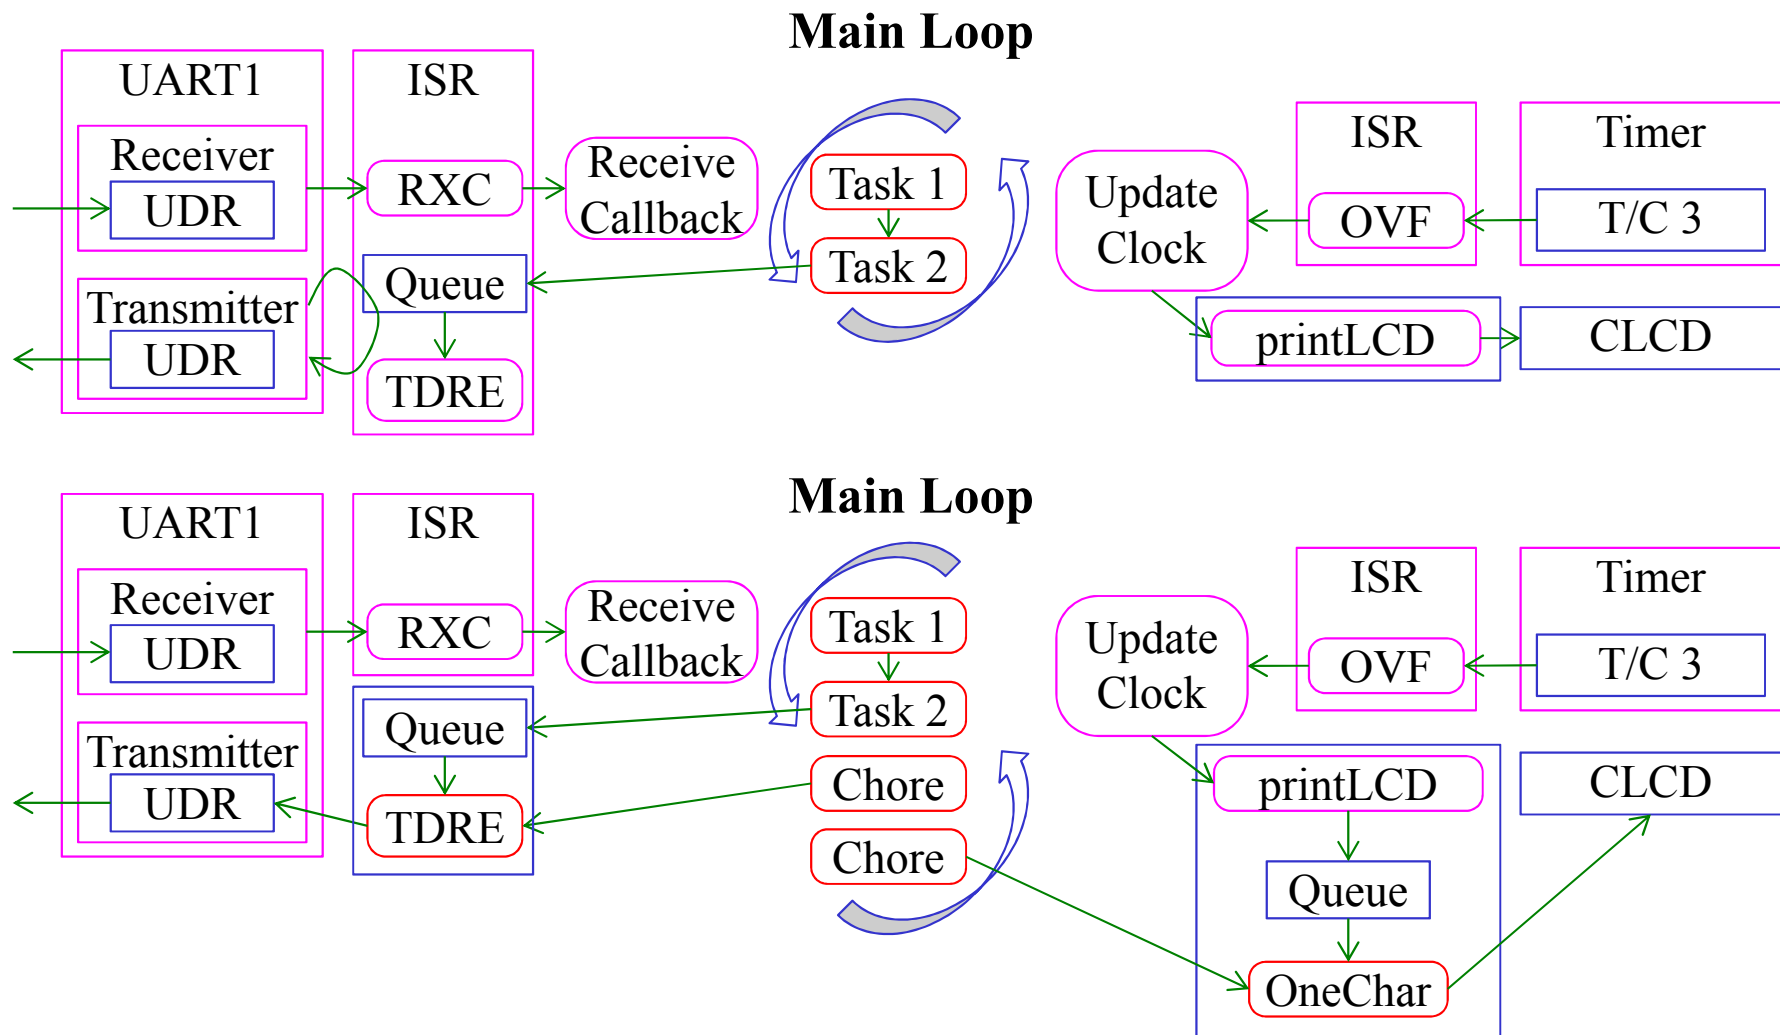 Main Loop
UART1
ISR
Receiver
UDR
RXC
Receive
Callback
Transmitter
UDR
Queue
TDRE
Task 1
Task 2
Update
Clock
ISR
OVF
Timer
T/C 3
printLCD
CLCD
Main Loop
UART1
ISR
Receiver
UDR
RXC
Receive
Callback
Transmitter
UDR
Queue
TDRE
Task 1
Task 2
Chore
Chore
Update
Clock
ISR
OVF
Timer
T/C 3
printLCD
CLCD
Queue
OneChar